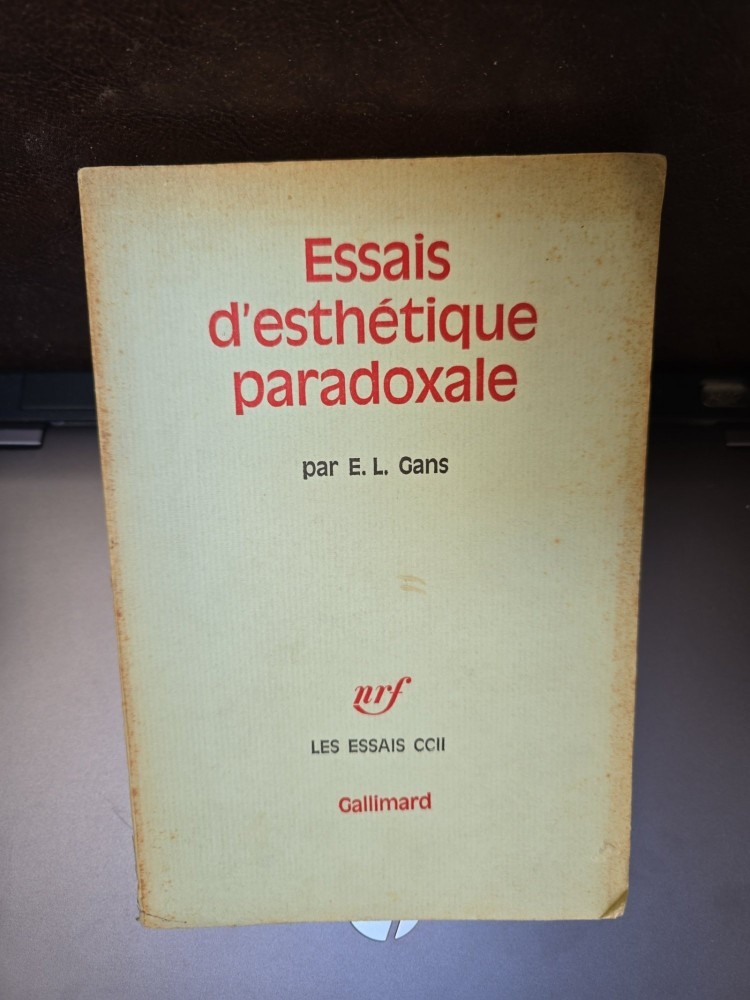 Essais
d'esthétique
paradoxale
par E. L. Gans
nrf
LES ESSAIS CCII
Gallimard